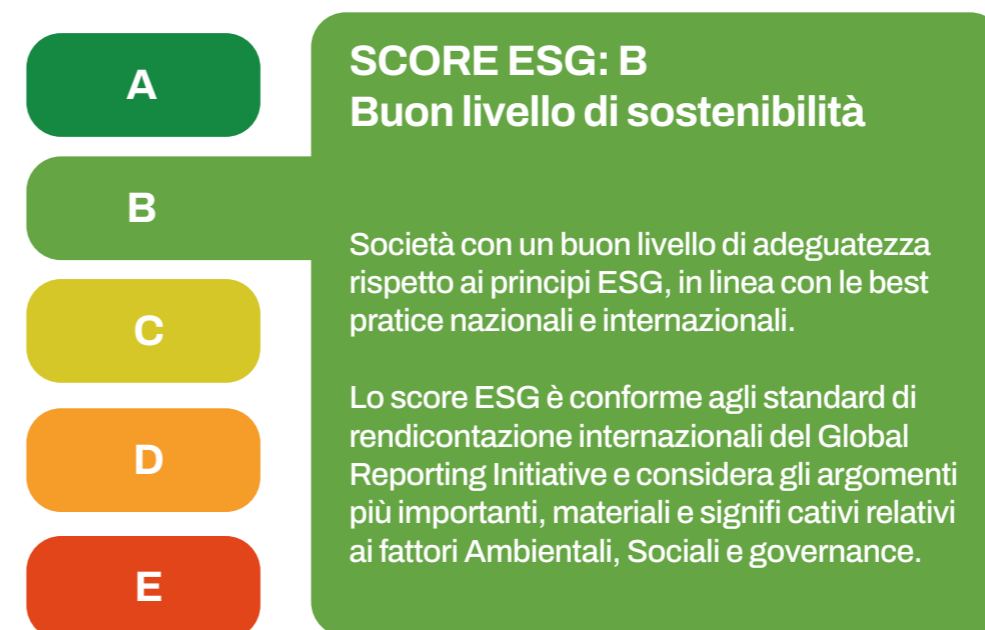 A
B
C
D
E
SCORE ESG: B
Buon livello di sostenibilità
Società con un buon livello di adeguatezza
rispetto ai principi ESG, in linea con le best
pratice nazionali e internazionali.
Lo score ESG è conforme agli standard di
rendicontazione internazionali del Global
Reporting Initiative e considera gli argomenti
più importanti, materiali e signifi cativi relativi
ai fattori Ambientali, Sociali e governance.